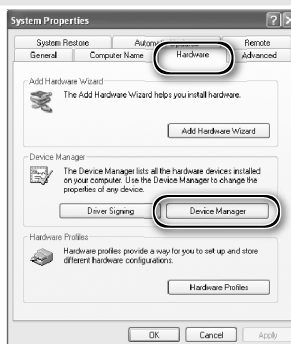 System Properties
System Restore Automatic Updates Remote
General Computer Name Hardware Advanced
Add Hardware Wizard
The Add Hardware Wizard helps you install hardware.
Add Hardware Wizard
Device Manager
The Device Manager lists all the hardware devices installed
on your computer. Use the Device Manager to change the
properties of any device.
Driver Signing Device Manager
Hardware Profiles
Hardware profiles provide a way for you to set up and store
different hardware configurations.
Hardware Profiles
OK Cancel Apply